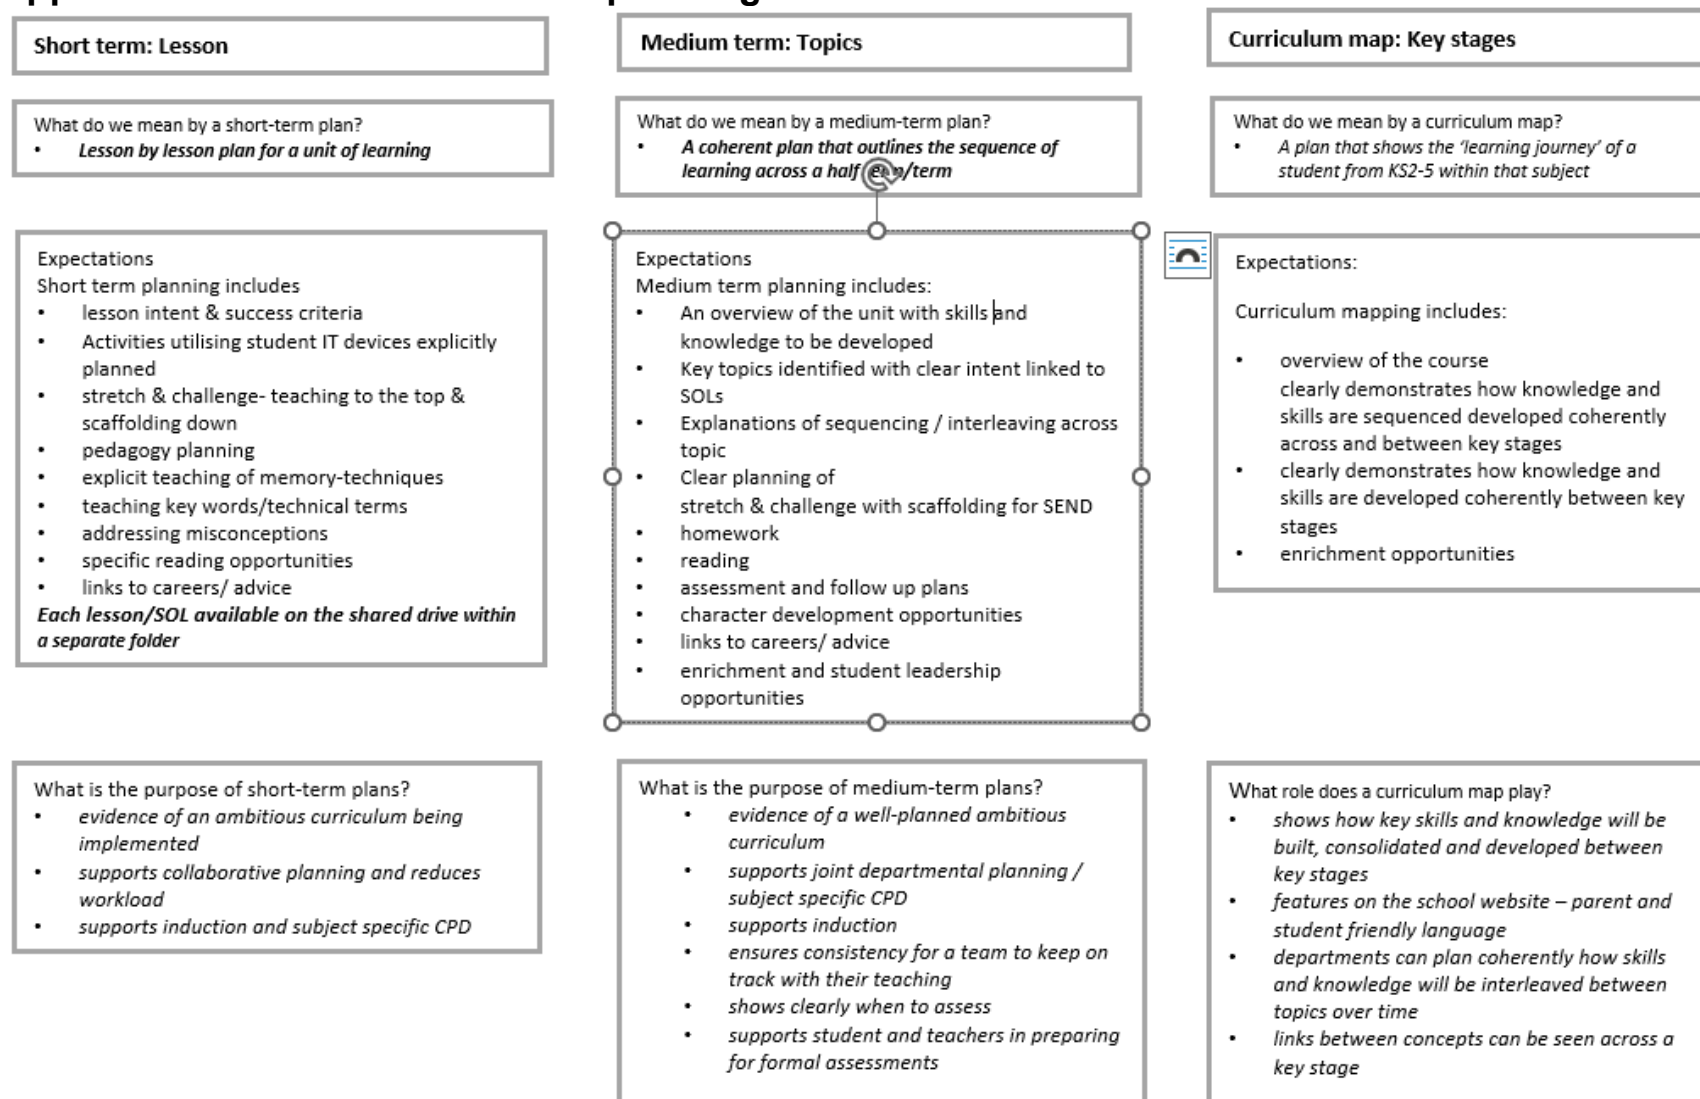 Short term: Lesson
What do we mean by a short-term plan?
• Lesson by lesson plan for a unit of learning
Expectations
Short term planning includes
• lesson intent & success criteria
• Activities utilising student IT devices explicitly
planned
• stretch & challenge- teaching to the top &
scaffolding down
• pedagogy planning
• explicit teaching of memory-techniques
• teaching key words/technical terms
• addressing misconceptions
• specific reading opportunities
• links to careers/ advice
Each lesson/SOL available on the shared drive within
a separate folder
What is the purpose of short-term plans?
• evidence of an ambitious curriculum being
implemented
• supports collaborative planning and reduces
workload
• supports induction and subject specific CPD
Medium term: Topics
What do we mean by a medium-term plan?
• A coherent plan that outlines the sequence of
learning across a half /term
Expectations
Medium term planning includes:
• An overview of the unit with skills and
knowledge to be developed
• Key topics identified with clear intent linked to
SOLs
• Explanations of sequencing / interleaving across
topic
• Clear planning of
stretch & challenge with scaffolding for SEND
• homework
• reading
• assessment and follow up plans
• character development opportunities
• links to careers/ advice
• enrichment and student leadership
opportunities
What is the purpose of medium-term plans?
• evidence of a well-planned ambitious
curriculum
• supports joint departmental planning /
subject specific CPD
• supports induction
• ensures consistency for a team to keep on
track with their teaching
• shows clearly when to assess
• supports student and teachers in preparing
for formal assessments
Curriculum map: Key stages
What do we mean by a curriculum map?
• A plan that shows the ‘learning journey’ of a
student from KS2-5 within that subject
Expectations:
Curriculum mapping includes:
• overview of the course
clearly demonstrates how knowledge and
skills are sequenced developed coherently
across and between key stages
• clearly demonstrates how knowledge and
skills are developed coherently between key
stages
• enrichment opportunities
What role does a curriculum map play?
• shows how key skills and knowledge will be
built, consolidated and developed between
key stages
• features on the school website – parent and
student friendly language
• departments can plan coherently how skills
and knowledge will be interleaved between
topics over time
• links between concepts can be seen across a
key stage